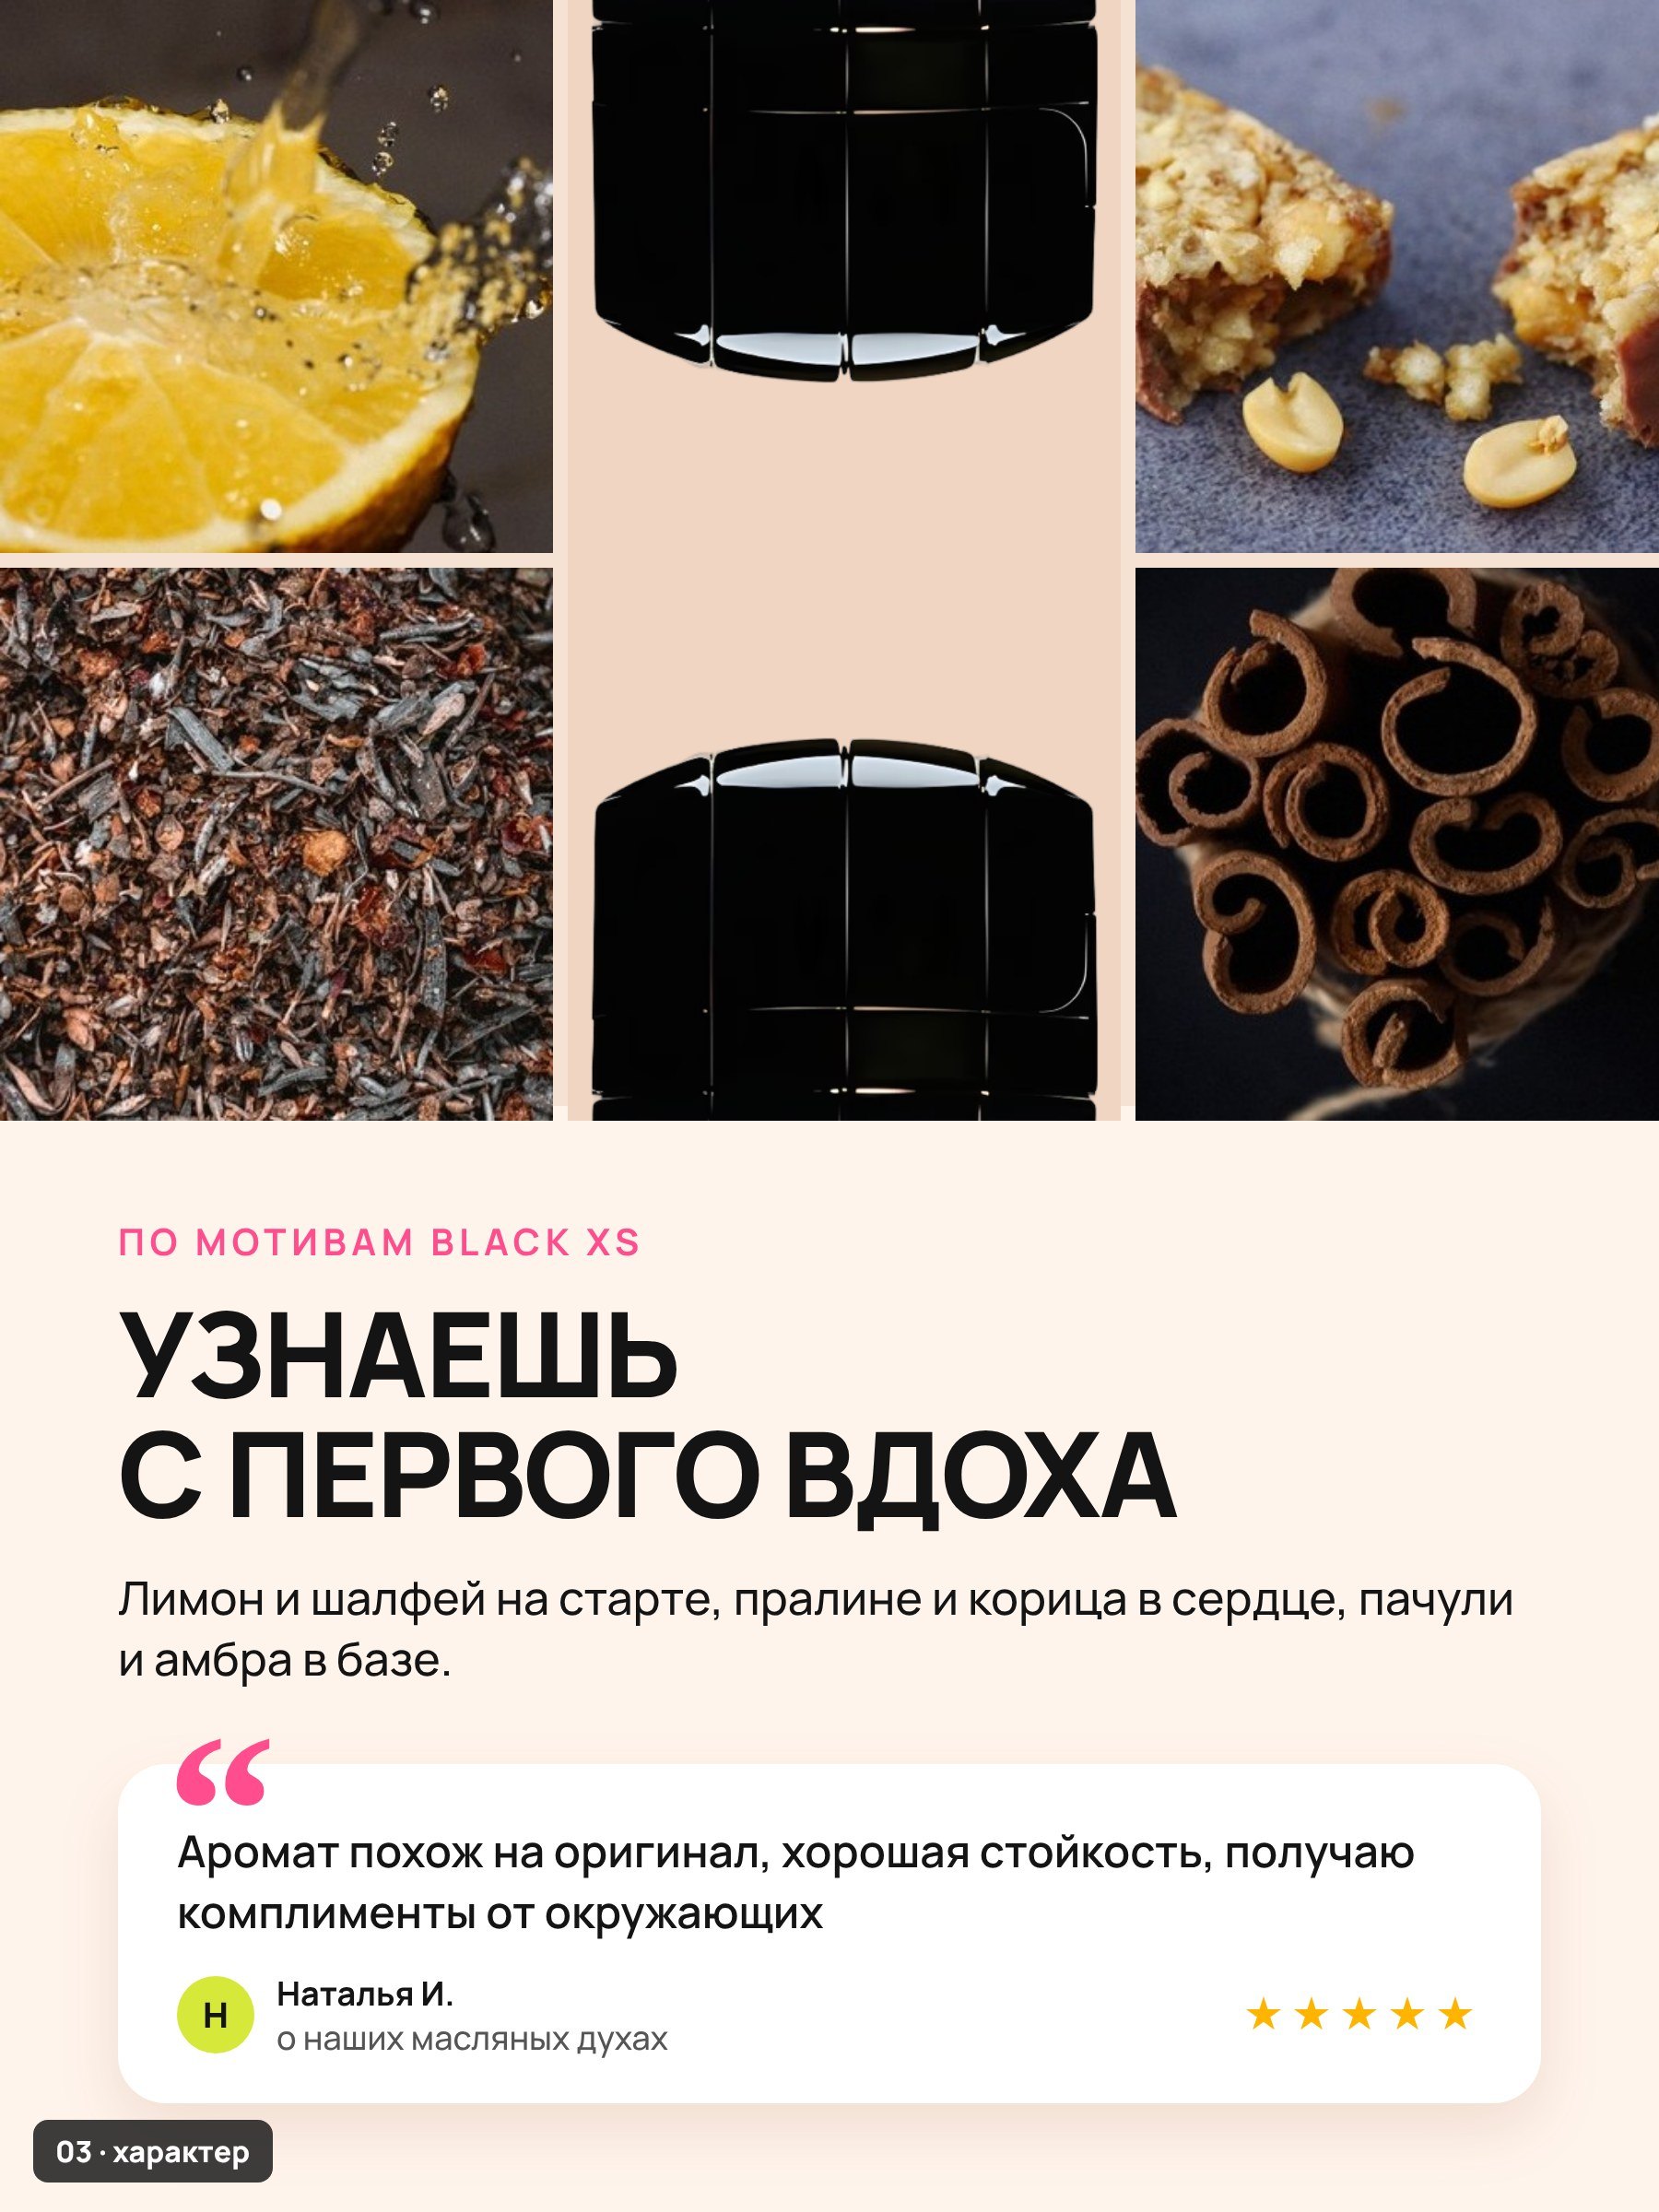 ПО МОТИВАМ BLACK XS
УЗНАЕШЬ
С ПЕРВОГО ВДОХА
Лимон и шалфей на старте, пралине и корица в сердце, пачули
и амбра в базе.
“
Аромат похож на оригинал, хорошая стойкость, получаю
комплименты от окружающих
Н
Наталья И.
о наших масляных духах
★★★★★
03 · характер